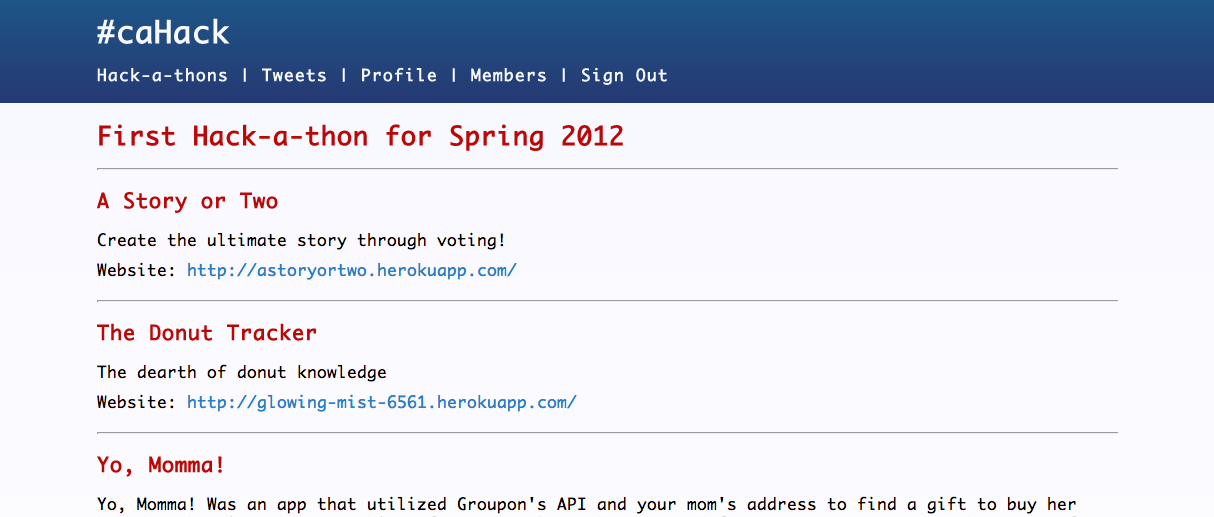 #caHack
Hack-a-thons | Tweets | Profile | Members | Sign Out
First Hack-a-thon for Spring 2012
A Story or Two
Create the ultimate story through voting!
Website: http://astoryortwo.herokuapp.com/
The Donut Tracker
The dearth of donut knowledge
Website: http://glowing-mist-6561.herokuapp.com/
Yo, Momma!
Yo, Momma! Was an app that utilized Groupon's API and your mom's address to find a gift to buy her